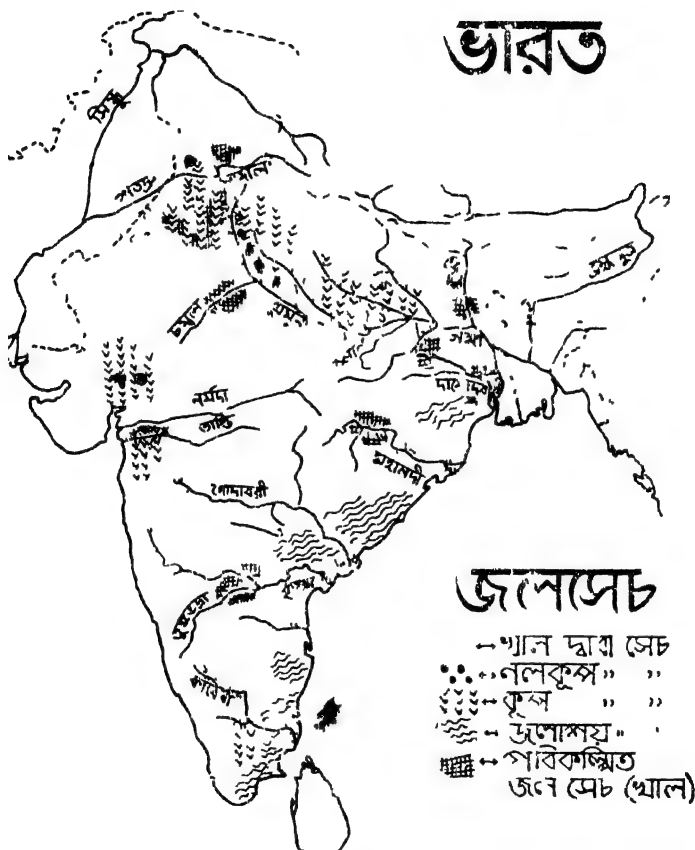 ভারত
সিন্ধু
শতদ্রু
চম্বল
যমুনা
গঙ্গা
ব্রহ্মপুত্র
দামোদর
নর্মদা
তাপ্তি
মহানদী
গোদাবরী
তুঙ্গভদ্রা
কাবেরী
জলসেচ
খাল দ্বারা সেচ
নলকূপ " "
কূপ " "
জলাশয় " "
পরিকল্পিত
জল সেচ (খাল)